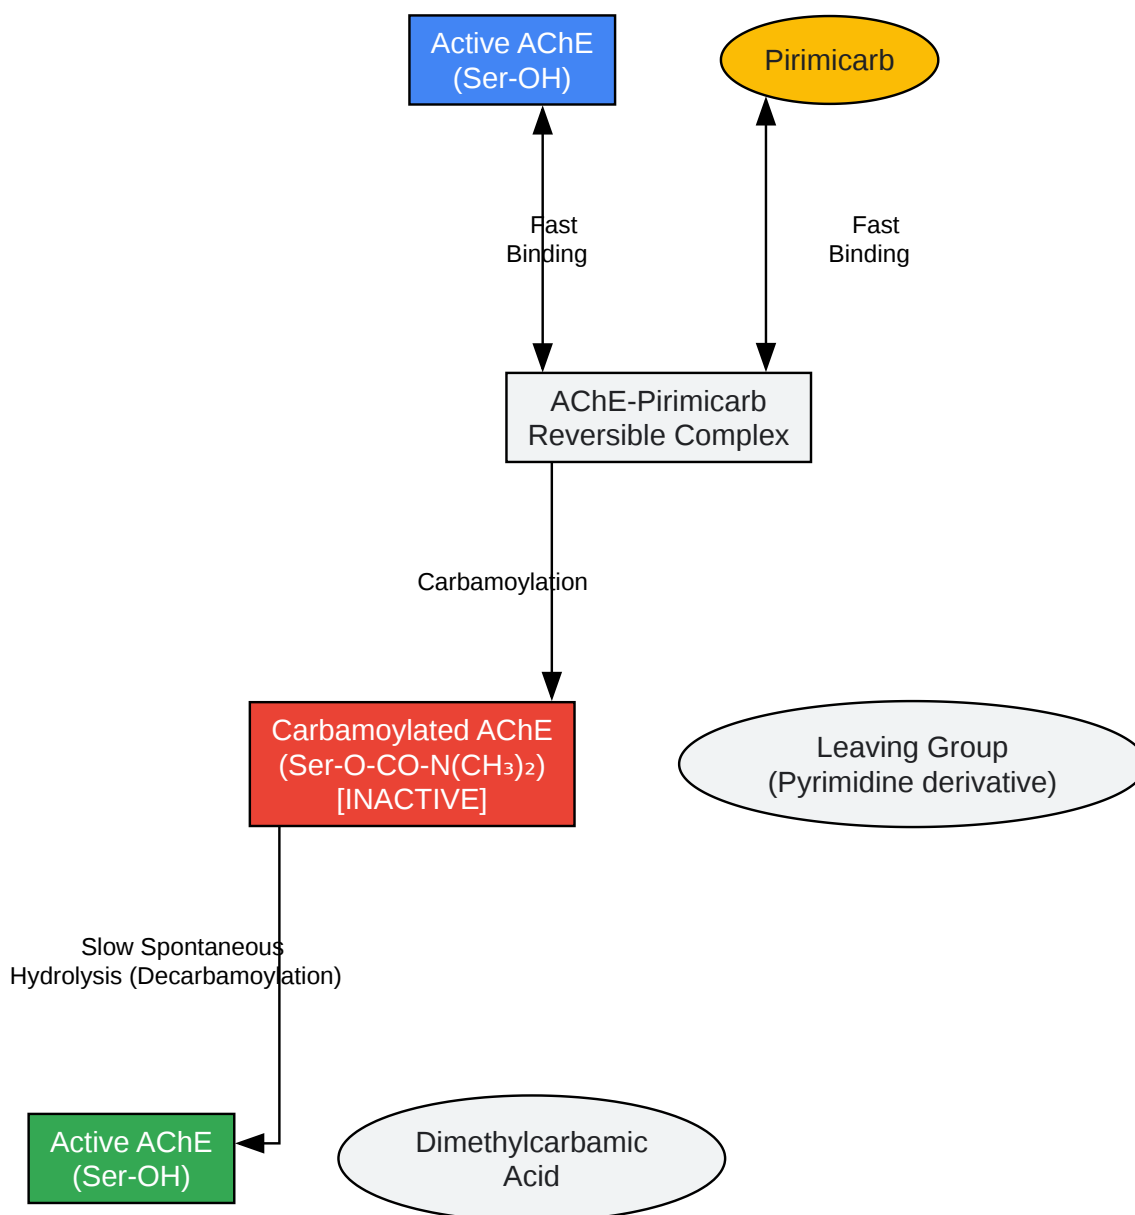 Active AChE
(Ser-OH)
Pirimicarb
Fast
Binding
Fast
Binding
AChE-Pirimicarb
Reversible Complex
Carbamoylation
Carbamoylated AChE
(Ser-O-CO-N(CH₃)₂)
[INACTIVE]
Leaving Group
(Pyrimidine derivative)
Slow Spontaneous
Hydrolysis (Decarbamoylation)
Active AChE
(Ser-OH)
Dimethylcarbamic
Acid